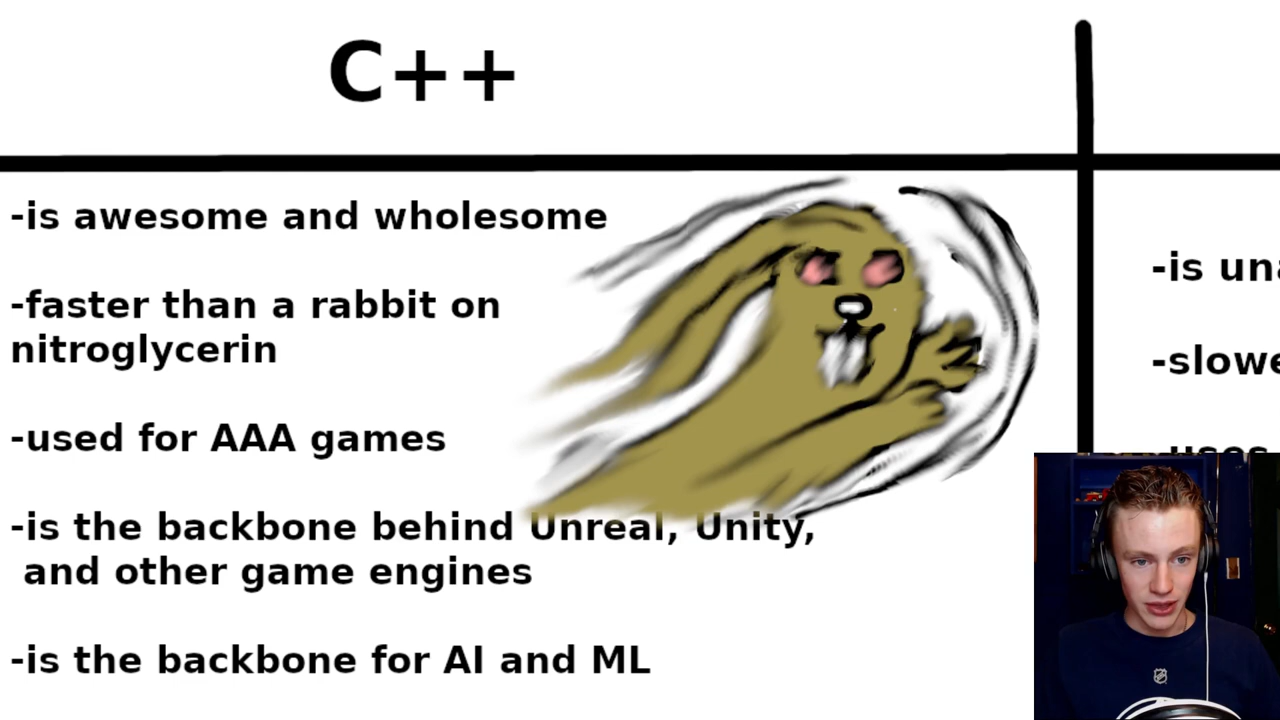 C++
-is awesome and wholesome
-faster than a rabbit on
nitroglycerin
-used for AAA games
-is the backbone behind Unreal, Unity,
and other game engines
-is the backbone for AI and ML
-is